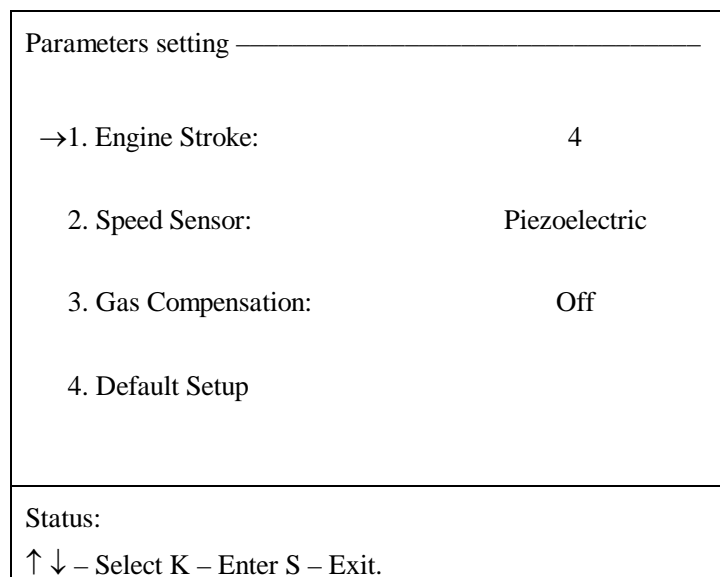 Parameters setting
→1. Engine Stroke: 4
2. Speed Sensor: Piezoelectric
3. Gas Compensation: Off
4. Default Setup
Status:
↑↓ – Select K – Enter S – Exit.